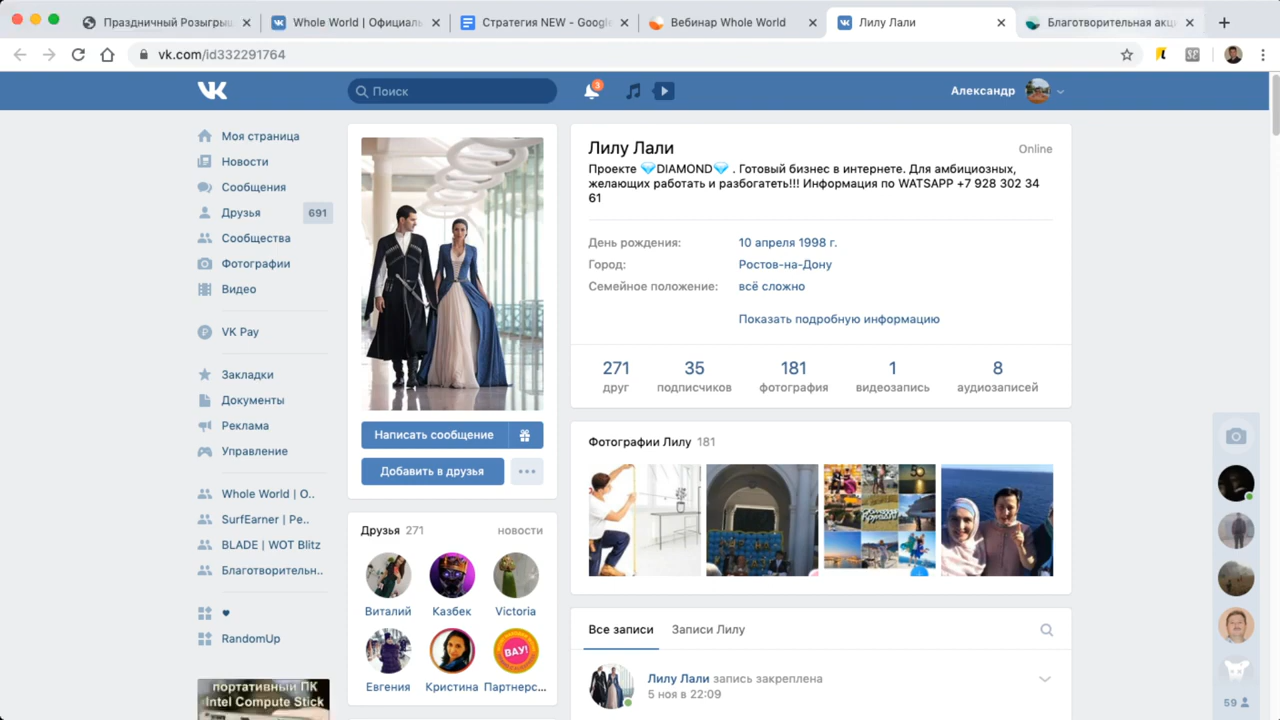 Праздничный Розыгрыш
Whole World | Официаль
Стратегия NEW - Google
Вебинар Whole World
Лилу Лали
Благотворительная акци
vk.com/id332291764
Поиск
3
Александр
Моя страница
Новости
Сообщения
Друзья
691
Сообщества
Фотографии
Видео
VK Pay
Закладки
Документы
Реклама
Управление
Whole World | O..
SurfEarner | Pe..
BLADE | WOT Blitz
Благотворительн..
RandomUp
портативный ПК
Intel Compute Stick
Написать сообщение
Добавить в друзья
Друзья 271
новости
Виталий
Казбек
Victoria
ВАУ!
Евгения
Кристина
Партнерс...
Лилу Лали
Online
Проекте 💎DIAMOND💎 . Готовый бизнес в интернете. Для амбициозных,
желающих работать и разбогатеть!!! Информация по WATSAPP +7 928 302 34
61
День рождения: 10 апреля 1998 г.
Город: Ростов-на-Дону
Семейное положение: всё сложно
Показать подробную информацию
271 35 181 1 8
друг подписчиков фотография видеозапись аудиозаписей
Фотографии Лилу 181
Все записи Записи Лилу
Лилу Лали запись закреплена
5 ноя в 22:09
59